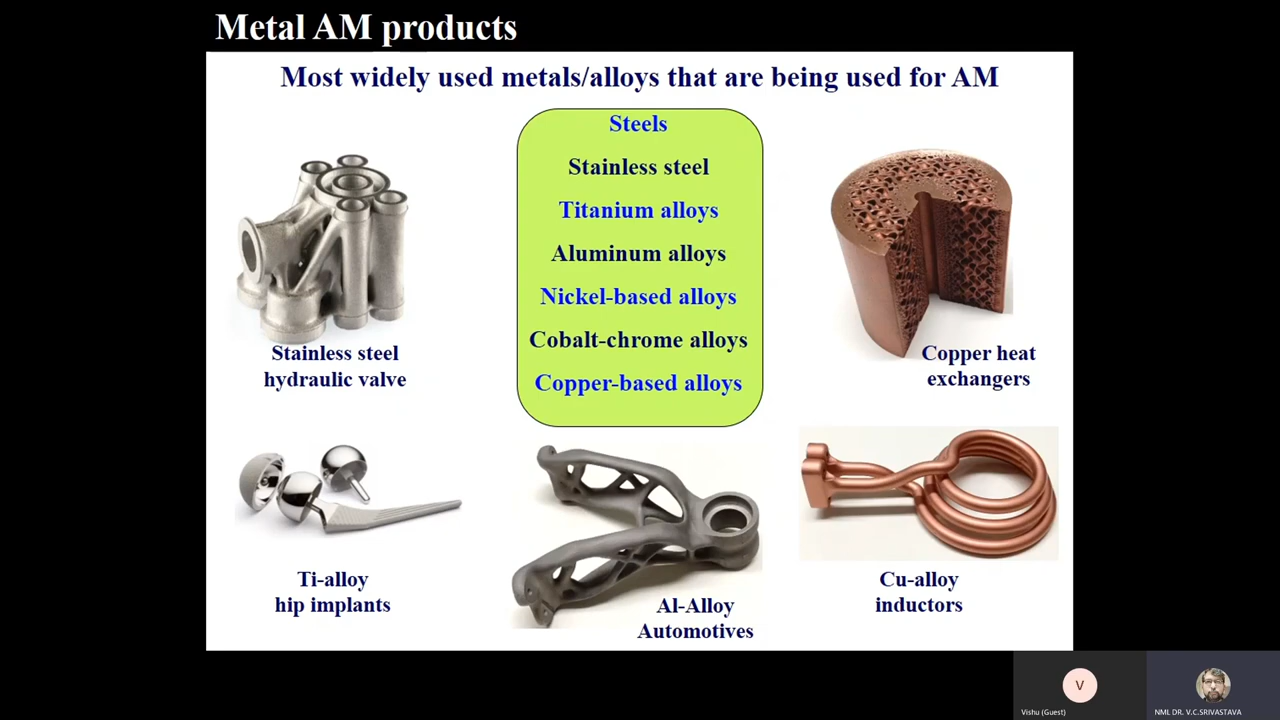 Metal AM products
Most widely used metals/alloys that are being used for AM
Steels
Stainless steel
Titanium alloys
Aluminum alloys
Nickel-based alloys
Cobalt-chrome alloys
Copper-based alloys
Stainless steel
hydraulic valve
Copper heat
exchangers
Ti-alloy
hip implants
Al-Alloy
Automotives
Cu-alloy
inductors
V
Vishu (Guest)
NML DR. V.C.SRIVASTAVA